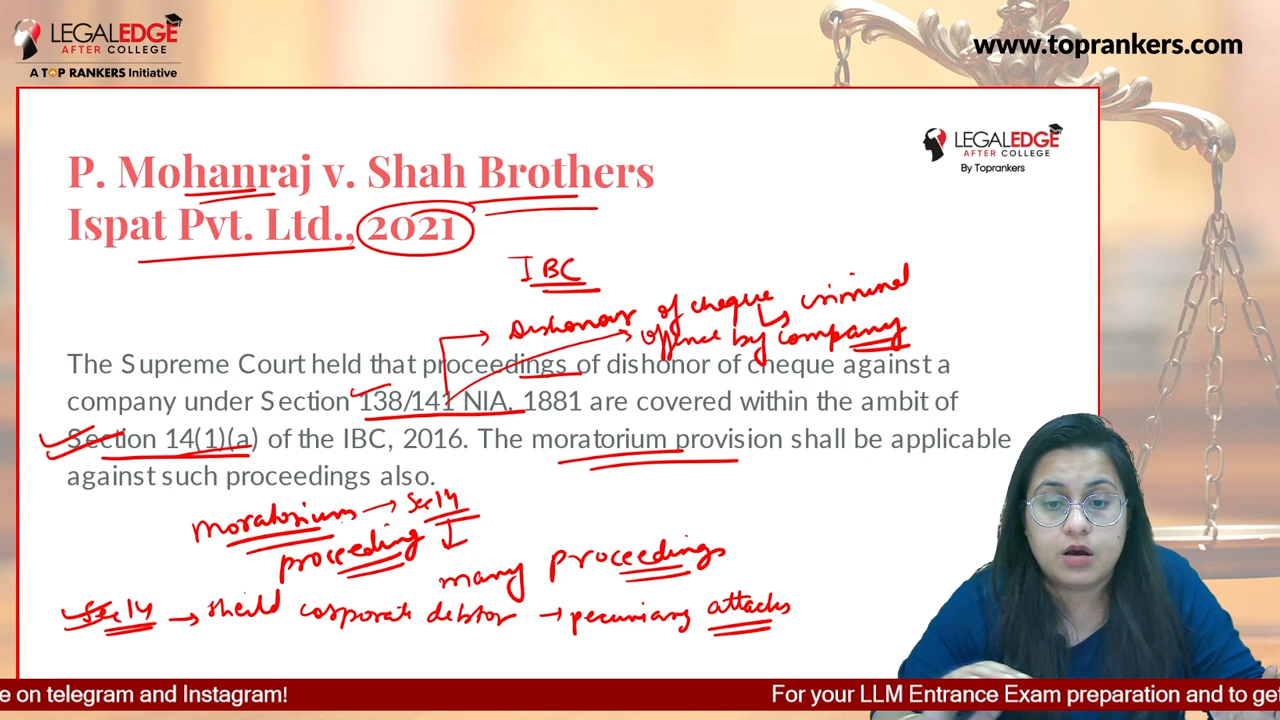 LEGALEDGE
AFTER COLLEGE
A TOP RANKERS Initiative
www.toprankers.com
LEGALEDGE
AFTER COLLEGE
By Toprankers
P. Mohanraj v. Shah Brothers
Ispat Pvt. Ltd., 2021
IBC
Dishonour of cheque criminal
offence by company
The Supreme Court held that proceedings of dishonor of cheque against a
company under Section 138/141 NIA, 1881 are covered within the ambit of
Section 14(1)(a) of the IBC, 2016. The moratorium provision shall be applicable
against such proceedings also.
Moratorium → Sec 14
proceeding
many proceedings
Sec 14 → sheild corporate debtor → pecuniary attacks
e on telegram and Instagram! For your LLM Entrance Exam preparation and to get